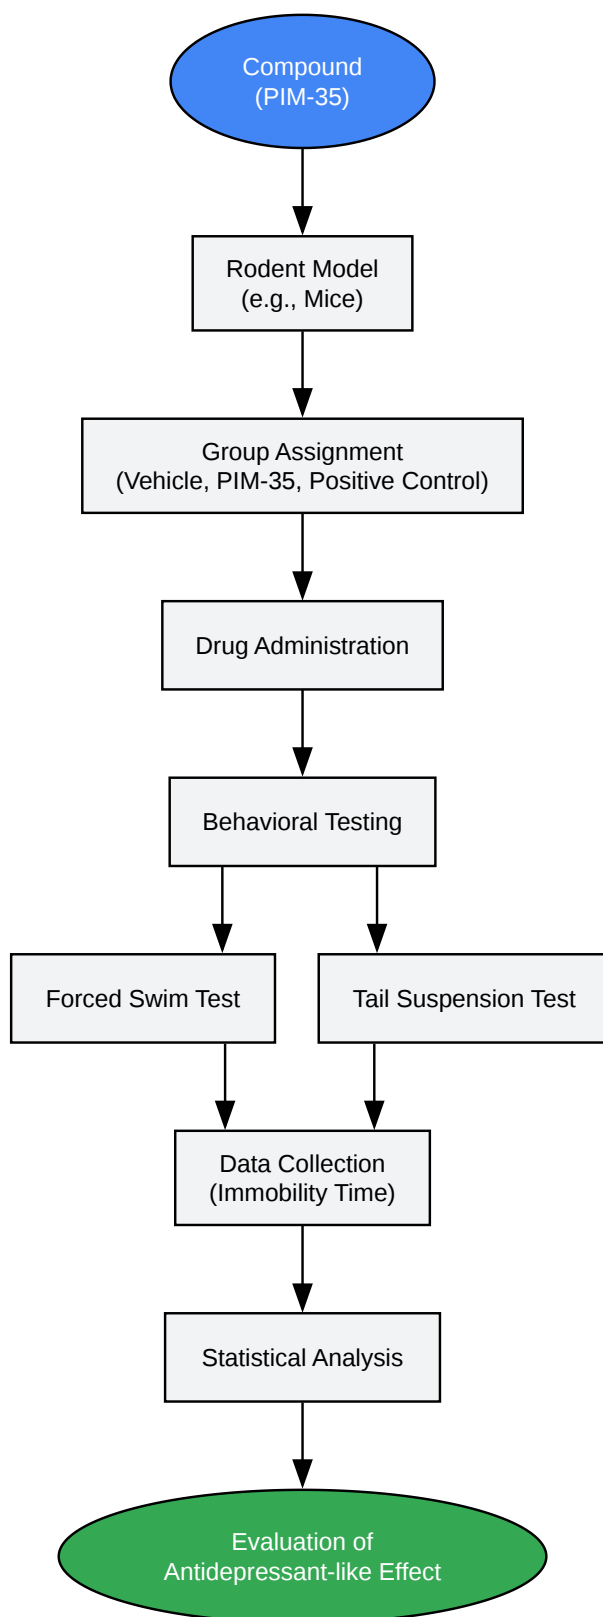 Compound
(PIM-35)
Rodent Model
(e.g., Mice)
Group Assignment
(Vehicle, PIM-35, Positive Control)
Drug Administration
Behavioral Testing
Forced Swim Test
Tail Suspension Test
Data Collection
(Immobility Time)
Statistical Analysis
Evaluation of
Antidepressant-like Effect